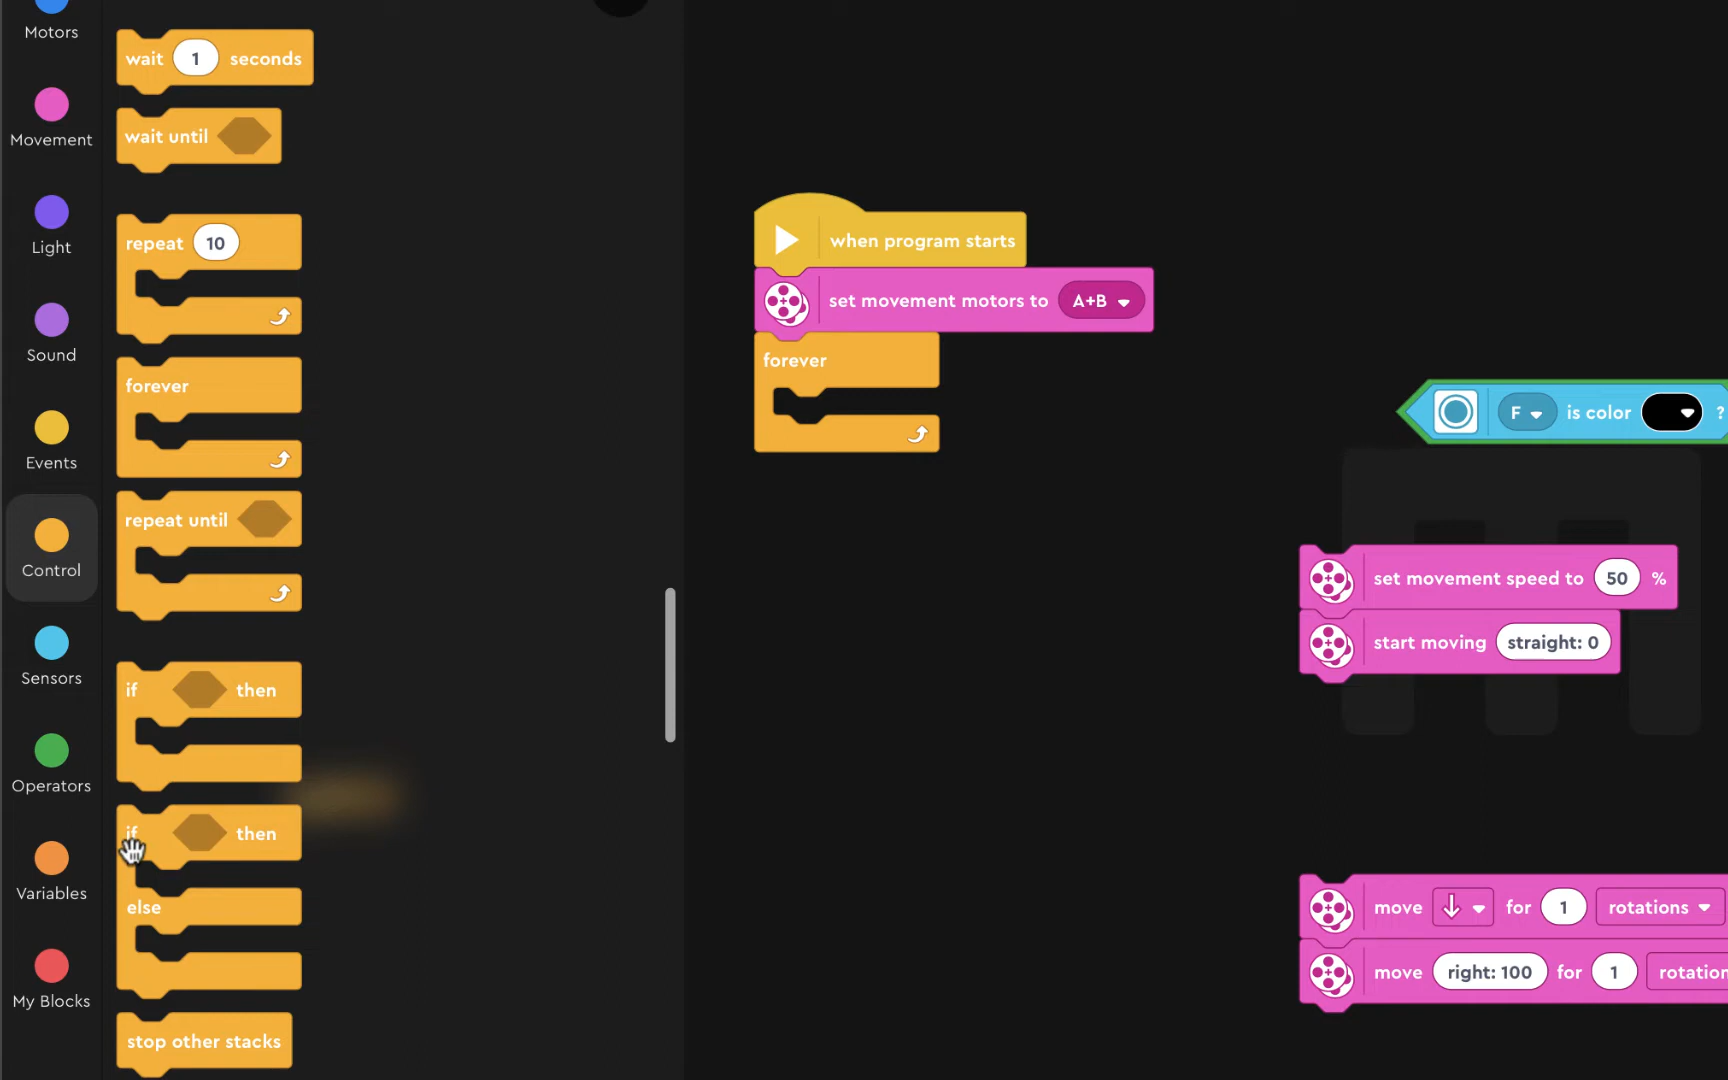 Motors
Movement
Light
Sound
Events
Control
Sensors
Operators
Variables
My Blocks
wait 1 seconds
wait until
repeat 10
forever
repeat until
if then
if then
else
stop other stacks
when program starts
set movement motors to A+B
forever
F is color ?
set movement speed to 50 %
start moving straight: 0
move for 1 rotations
move right: 100 for 1 rotation